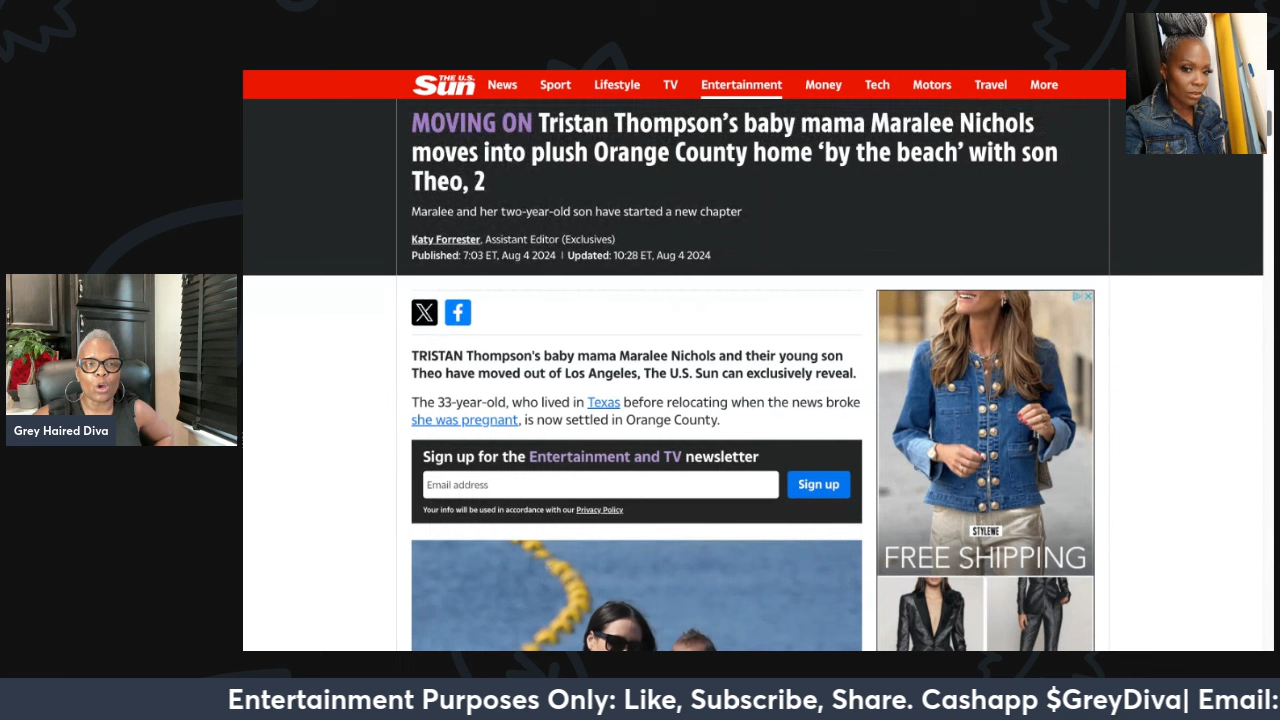 THE U.S. Sun News Sport Lifestyle TV Entertainment Money Tech Motors Travel More
MOVING ON Tristan Thompson's baby mama Maralee Nichols
moves into plush Orange County home ‘by the beach’ with son
Theo, 2
Maralee and her two-year-old son have started a new chapter
Katy Forrester, Assistant Editor (Exclusives)
Published: 7:03 ET, Aug 4 2024 | Updated: 10:28 ET, Aug 4 2024
X f
TRISTAN Thompson's baby mama Maralee Nichols and their young son
Theo have moved out of Los Angeles, The U.S. Sun can exclusively reveal.
The 33-year-old, who lived in Texas before relocating when the news broke
she was pregnant, is now settled in Orange County.
Sign up for the Entertainment and TV newsletter
Email address
Sign up
Your info will be used in accordance with our Privacy Policy
STYLEWE
FREE SHIPPING
Grey Haired Diva
Entertainment Purposes Only: Like, Subscribe, Share. Cashapp $GreyDiva| Email: